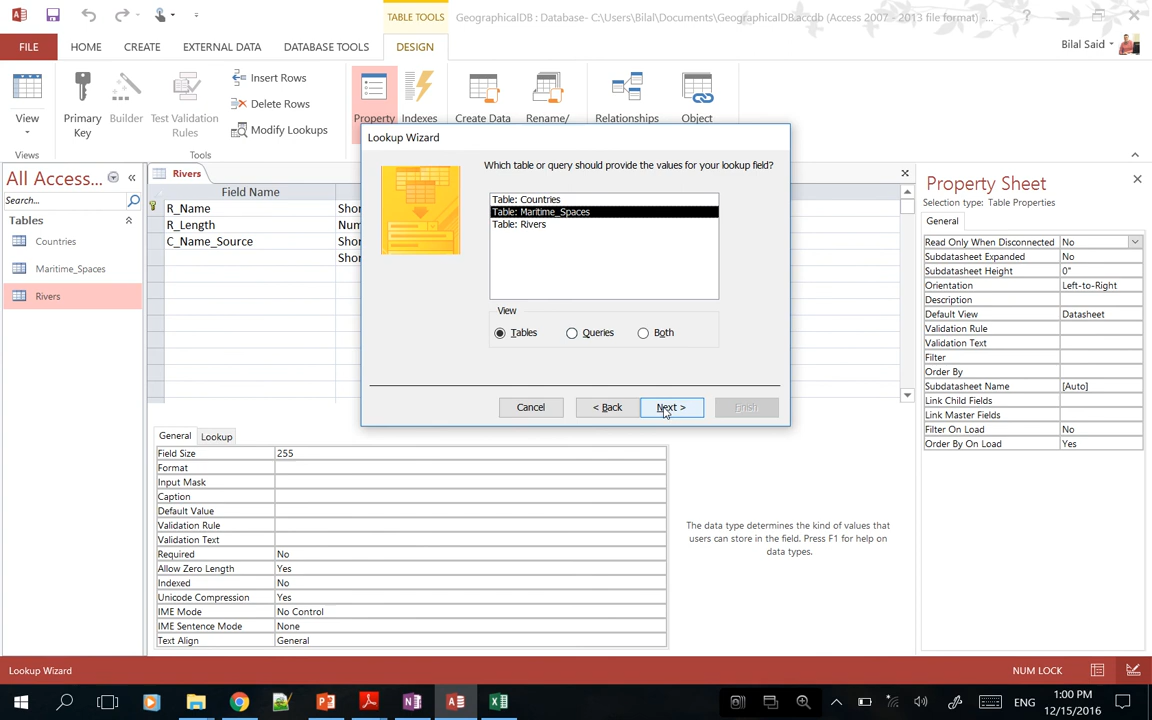 TABLE TOOLS
GeographicalDB : Database- C:\Users\Bilal\Documents\GeographicalDB.accdb (Access 2007 - 2013 file format) -...
FILE HOME CREATE EXTERNAL DATA DATABASE TOOLS DESIGN
Bilal Said
View
Primary Key
Builder
Test Validation Rules
Insert Rows
Delete Rows
Modify Lookups
Property
Indexes
Create Data
Rename/
Relationships
Object
Views
Tools
All Access...
Search...
Tables
Countries
Maritime_Spaces
Rivers
Rivers
Field Name
R_Name Shor
R_Length Num
C_Name_Source Shor
Shor
Lookup Wizard
Which table or query should provide the values for your lookup field?
Table: Countries
Table: Maritime_Spaces
Table: Rivers
View
Tables Queries Both
Cancel < Back Next > Finish
General Lookup
Field Size 255
Format
Input Mask
Caption
Default Value
Validation Rule
Validation Text
Required No
Allow Zero Length Yes
Indexed No
Unicode Compression Yes
IME Mode No Control
IME Sentence Mode None
Text Align General
The data type determines the kind of values that
users can store in the field. Press F1 for help on
data types.
Property Sheet
Selection type: Table Properties
General
Read Only When Disconnected No
Subdatasheet Expanded No
Subdatasheet Height 0"
Orientation Left-to-Right
Description
Default View Datasheet
Validation Rule
Validation Text
Filter
Order By
Subdatasheet Name [Auto]
Link Child Fields
Link Master Fields
Filter On Load No
Order By On Load Yes
Lookup Wizard
NUM LOCK
ENG
1:00 PM
12/15/2016